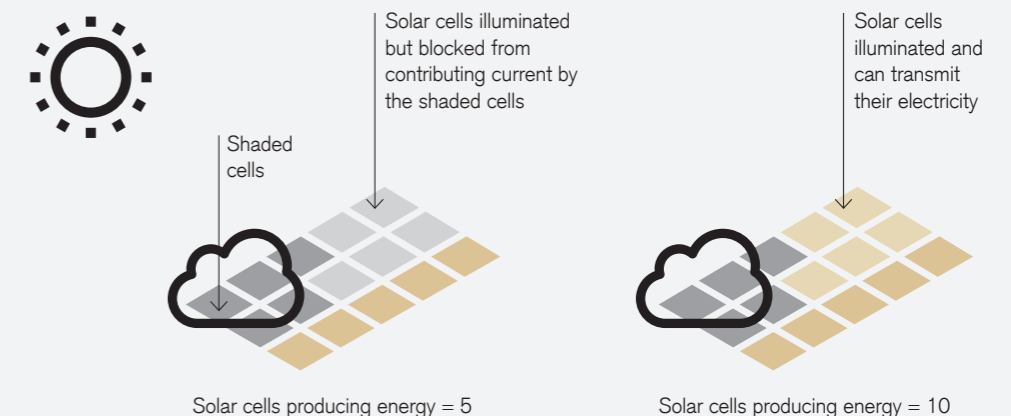 Solar cells illuminated
but blocked from
contributing current by
the shaded cells
Shaded
cells
Solar cells producing energy = 5
Solar cells
illuminated and
can transmit
their electricity
Solar cells producing energy = 10